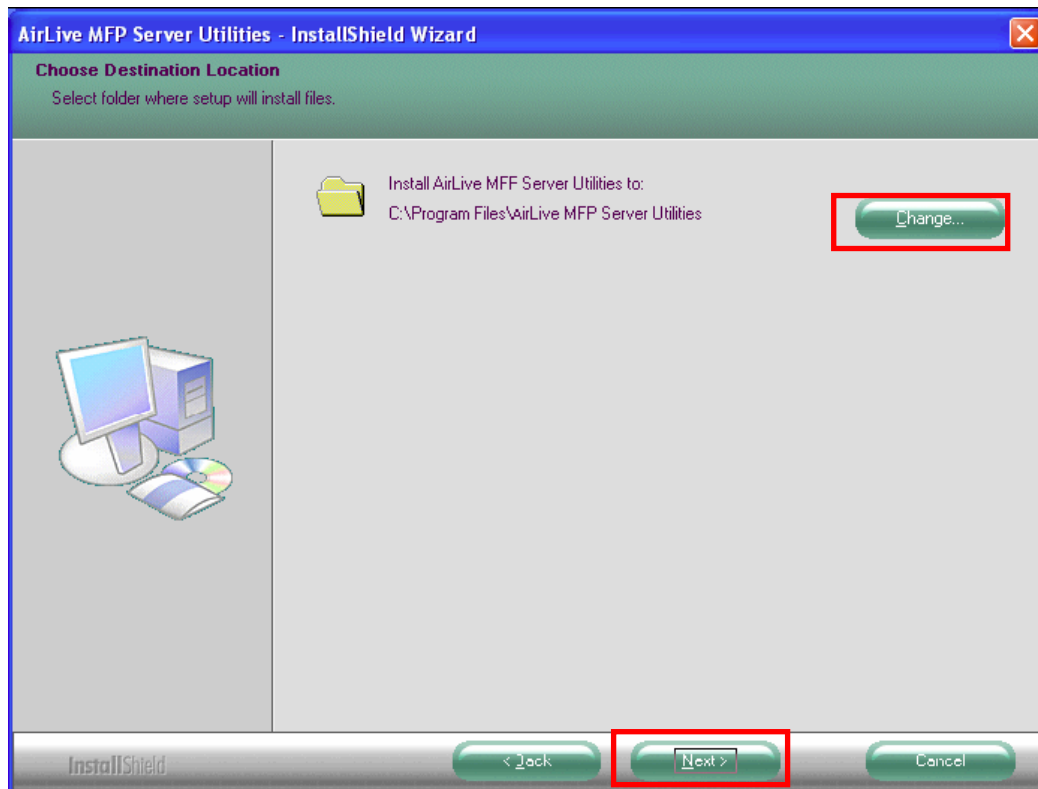 AirLive MFP Server Utilities - InstallShield Wizard
Choose Destination Location
Select folder where setup will install files.
Install AirLive MFF Server Utilities to:
C:\Program Files\AirLive MFP Server Utilities
Change...
InstallShield
< Back
Next >
Cancel